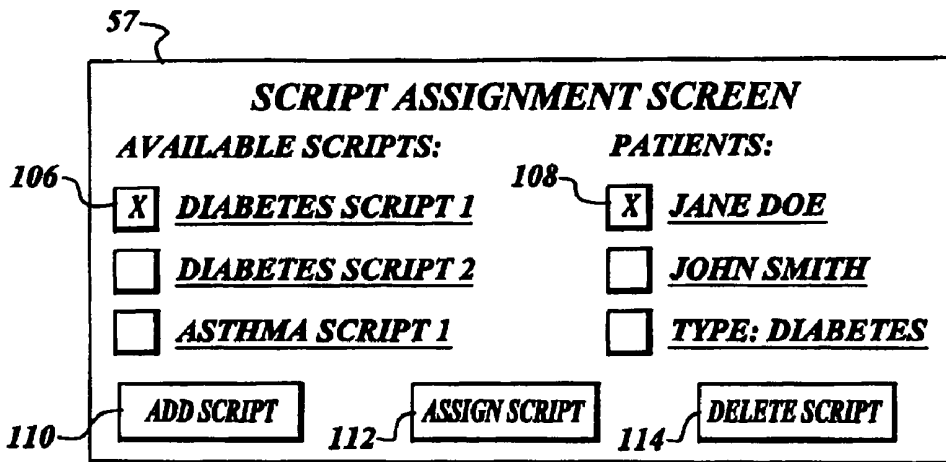 57
SCRIPT ASSIGNMENT SCREEN
AVAILABLE SCRIPTS: PATIENTS:
106 X DIABETES SCRIPT 1 108 X JANE DOE
DIABETES SCRIPT 2 JOHN SMITH
ASTHMA SCRIPT 1 TYPE: DIABETES
ADD SCRIPT ASSIGN SCRIPT DELETE SCRIPT
110 112 114